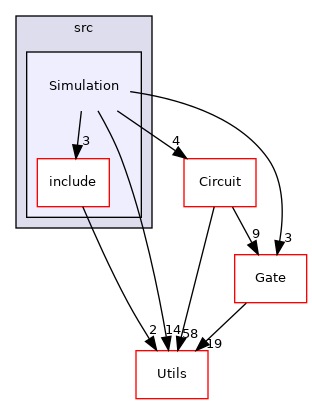 src
Simulation
3
4
include
Circuit
9
3
Gate
2
14
58
19
Utils